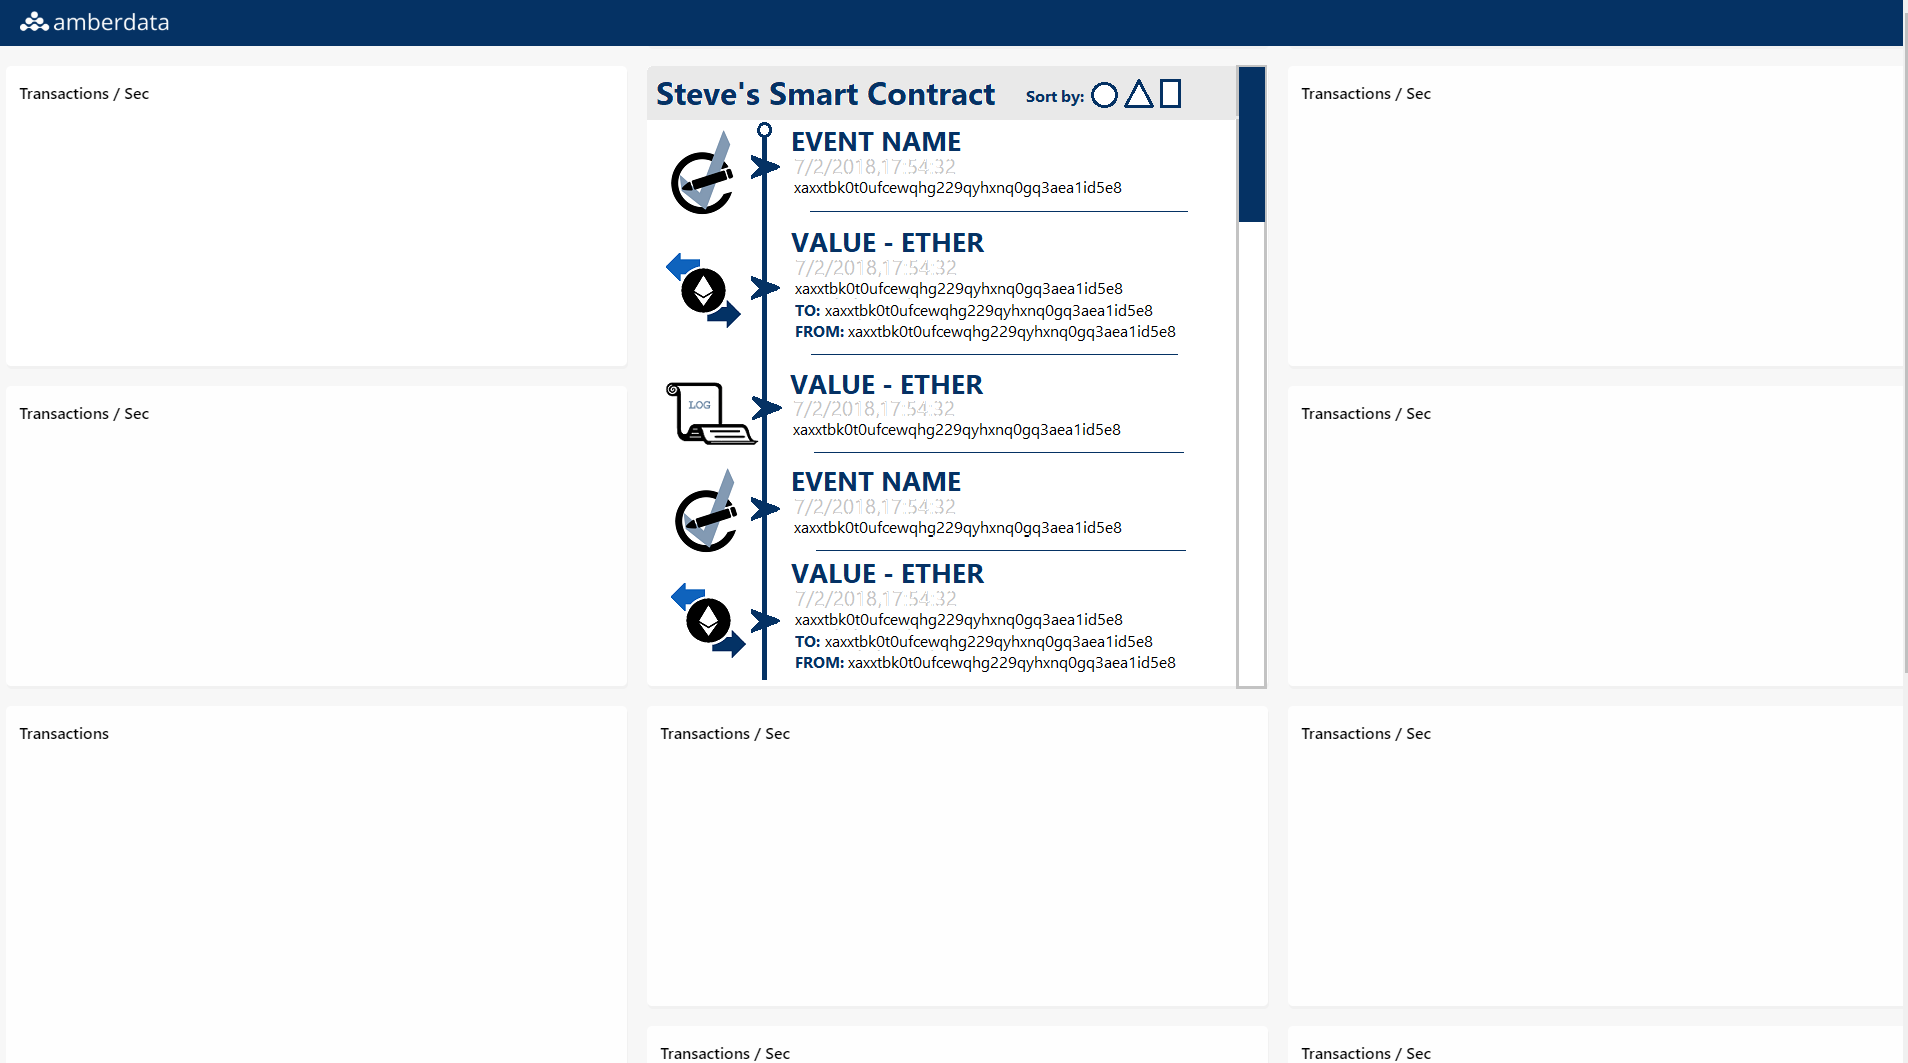 amberdata
Transactions / Sec
Steve's Smart Contract Sort by:
Transactions / Sec
EVENT NAME
7/2/2018,17:54:32
xaxxtbk0t0ufcewqhg229qyhxnq0gq3aea1id5e8
VALUE - ETHER
7/2/2018,17:54:32
xaxxtbk0t0ufcewqhg229qyhxnq0gq3aea1id5e8
TO: xaxxtbk0t0ufcewqhg229qyhxnq0gq3aea1id5e8
FROM: xaxxtbk0t0ufcewqhg229qyhxnq0gq3aea1id5e8
LOG
VALUE - ETHER
7/2/2018,17:54:32
xaxxtbk0t0ufcewqhg229qyhxnq0gq3aea1id5e8
Transactions / Sec
Transactions / Sec
EVENT NAME
7/2/2018,17:54:32
xaxxtbk0t0ufcewqhg229qyhxnq0gq3aea1id5e8
VALUE - ETHER
7/2/2018,17:54:32
xaxxtbk0t0ufcewqhg229qyhxnq0gq3aea1id5e8
TO: xaxxtbk0t0ufcewqhg229qyhxnq0gq3aea1id5e8
FROM: xaxxtbk0t0ufcewqhg229qyhxnq0gq3aea1id5e8
Transactions
Transactions / Sec
Transactions / Sec
Transactions / Sec
Transactions / Sec